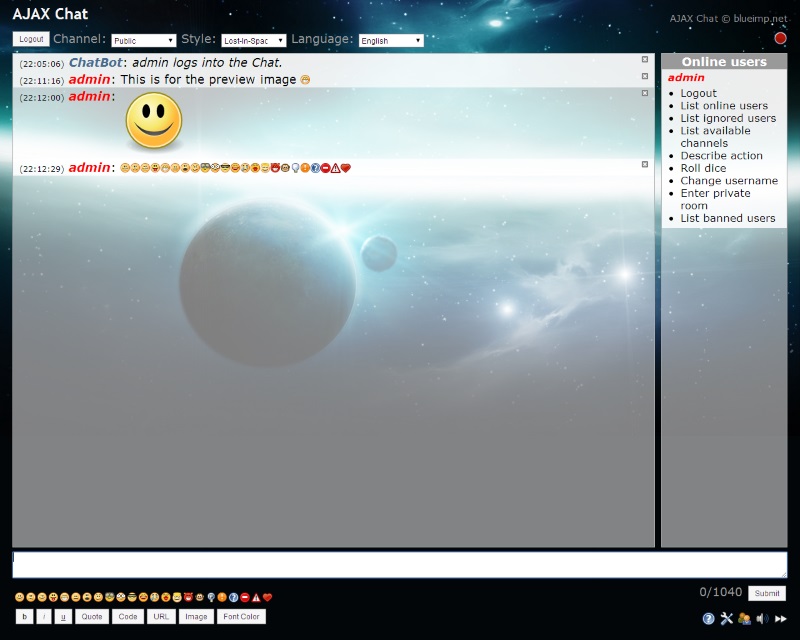 AJAX Chat
AJAX Chat © blueimp.net
Logout Channel: Public Style: Lost-in-Spac Language: English
(22:05:06) ChatBot: admin logs into the Chat.
(22:11:16) admin: This is for the preview image
(22:12:00) admin:
(22:12:29) admin:
Online users
admin
Logout
List online users
List ignored users
List available
channels
Describe action
Roll dice
Change username
Enter private
room
List banned users
0/1040 Submit
b i u Quote Code URL Image Font Color